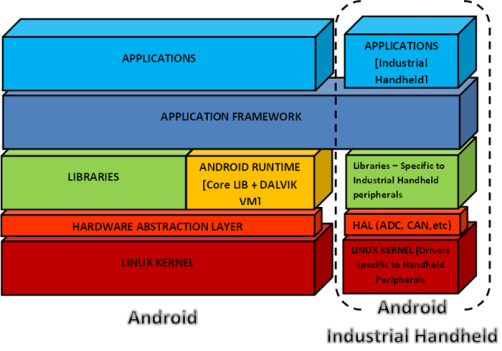 APPLICATIONS
APPLICATIONS
[Industrial
Handheld]
APPLICATION FRAMEWORK
LIBRARIES
ANDROID RUNTIME
[Core LIB + DALVIK
VM]
Libraries – Specific to
Industrial Handheld
peripherals
HARDWARE ABSTRACTION LAYER
HAL (ADC, CAN,etc)
LINUX KERNEL
LINUX KERNEL [Drivers
specific to Handheld
Peripherals
Android
Android
Industrial Handheld